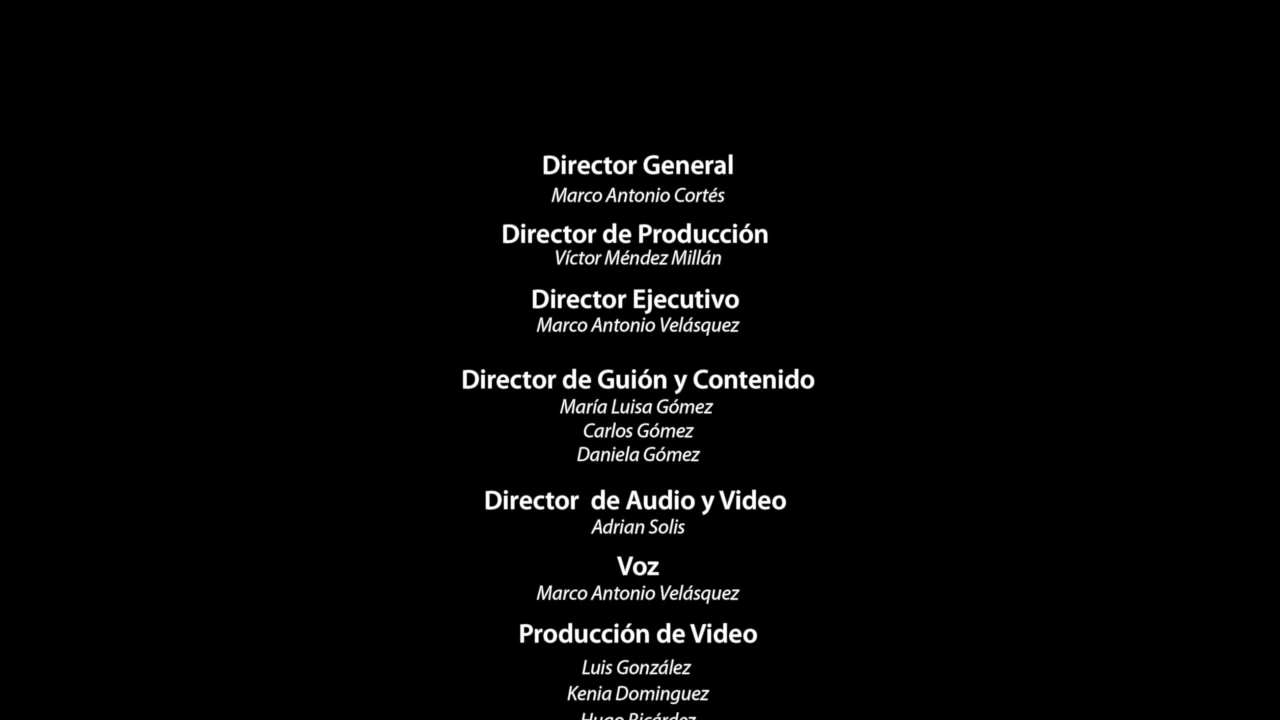 Director General
Marco Antonio Cortés
Director de Producción
Víctor Méndez Millán
Director Ejecutivo
Marco Antonio Velásquez
Director de Guión y Contenido
María Luisa Gómez
Carlos Gómez
Daniela Gómez
Director de Audio y Video
Adrian Solis
Voz
Marco Antonio Velásquez
Producción de Video
Luis González
Kenia Dominguez
Hugo Ricárdez